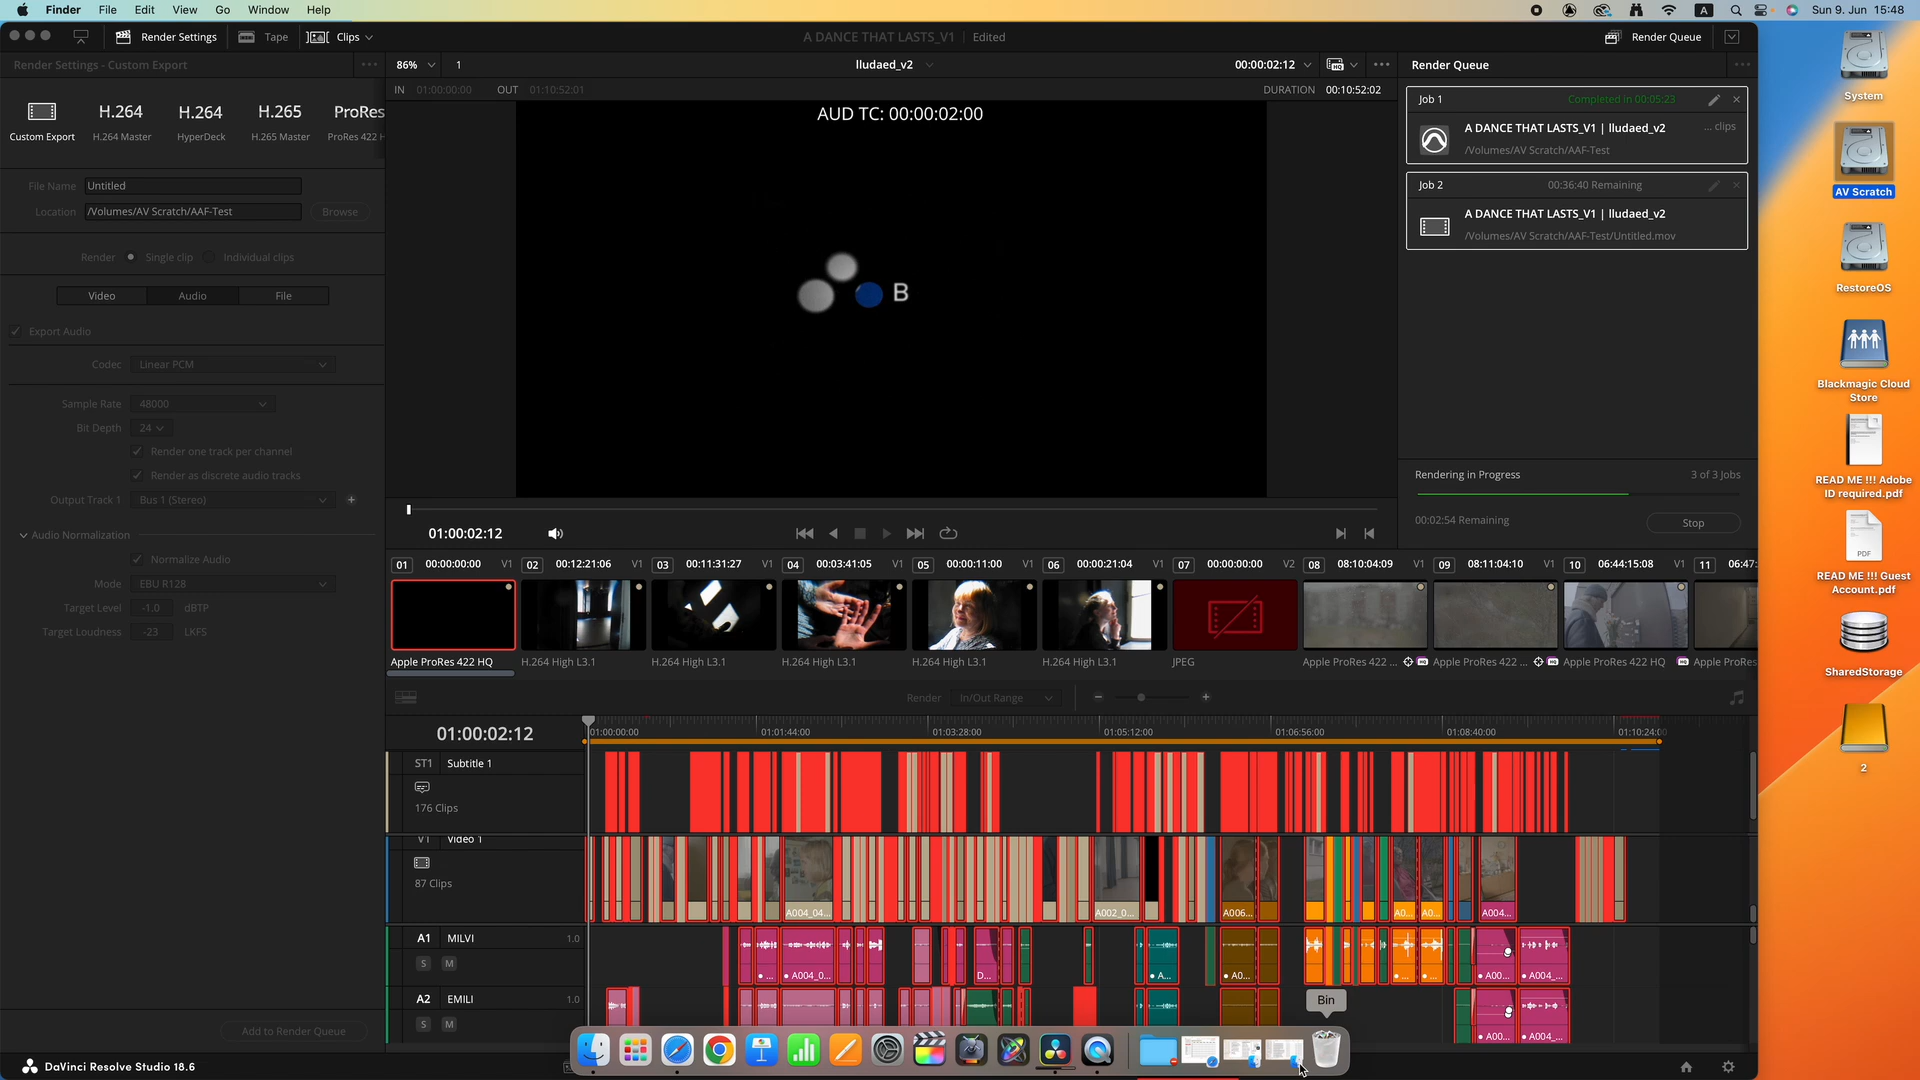 Finder File Edit View Go Window Help
A Sun 9. Jun 15:48
Render Settings Tape Clips A DANCE THAT LASTS_V1 Edited Render Queue
Render Settings - Custom Export
86% 1 lludaed_v2 00:00:02:12
Render Queue
IN 01:00:00:00 OUT 01:10:52:01 DURATION 00:10:52:02
H.264 H.264 H.265 ProRes
Custom Export H.264 Master HyperDeck H.265 Master ProRes 422 H
File Name Untitled
Location /Volumes/AV Scratch/AAF-Test Browse
Render Single clip Individual clips
Video Audio File
Export Audio
Codec Linear PCM
Sample Rate 48000
Bit Depth 24
Render one track per channel
Render as discrete audio tracks
Output Track 1 Bus 1 (Stereo)
Audio Normalization
Normalize Audio
Mode EBU R128
Target Level -1.0 dBTP
Target Loudness -23 LKFS
Add to Render Queue
AUD TC: 00:00:02:00
B
01:00:02:12
Job 1 Completed in 00:05:23
A DANCE THAT LASTS_V1 | lludaed_v2 ... clips
/Volumes/AV Scratch/AAF-Test
Job 2 00:36:40 Remaining
A DANCE THAT LASTS_V1 | lludaed_v2
/Volumes/AV Scratch/AAF-Test/Untitled.mov
Rendering in Progress 3 of 3 Jobs
00:02:54 Remaining Stop
01 00:00:00:00 V1 02 00:12:21:06 V1 03 00:11:31:27 V1 04 00:03:41:05 V1 05 00:00:11:00 V1 06 00:00:21:04 V1 07 00:00:00:00 V2 08 08:10:04:09 V1 09 08:11:04:10 V1 10 06:44:15:08 V1 11 06:47:
Apple ProRes 422 HQ H.264 High L3.1 H.264 High L3.1 H.264 High L3.1 H.264 High L3.1 H.264 High L3.1 JPEG Apple ProRes 422 ... Apple ProRes 422 ... Apple ProRes 422 HQ Apple ProRes
Render In/Out Range
01:00:02:12
01:00:00:00 01:01:44:00 01:03:28:00 01:05:12:00 01:06:56:00 01:08:40:00 01:10:24:00
ST1 Subtitle 1
176 Clips
V1 Video 1
87 Clips
A004_04... A002_0... A006... A0... A0... A004...
A1 MILVI 1.0
S M
... A004_0... D... A... A0... ... ... A00... A004_...
A2 EMILI 1.0
S M
A00... A004_...
Bin
DaVinci Resolve Studio 18.6
System
AV Scratch
RestoreOS
Blackmagic Cloud
Store
READ ME !!! Adobe
ID required.pdf
PDF
READ ME !!! Guest
Account.pdf
SharedStorage
2